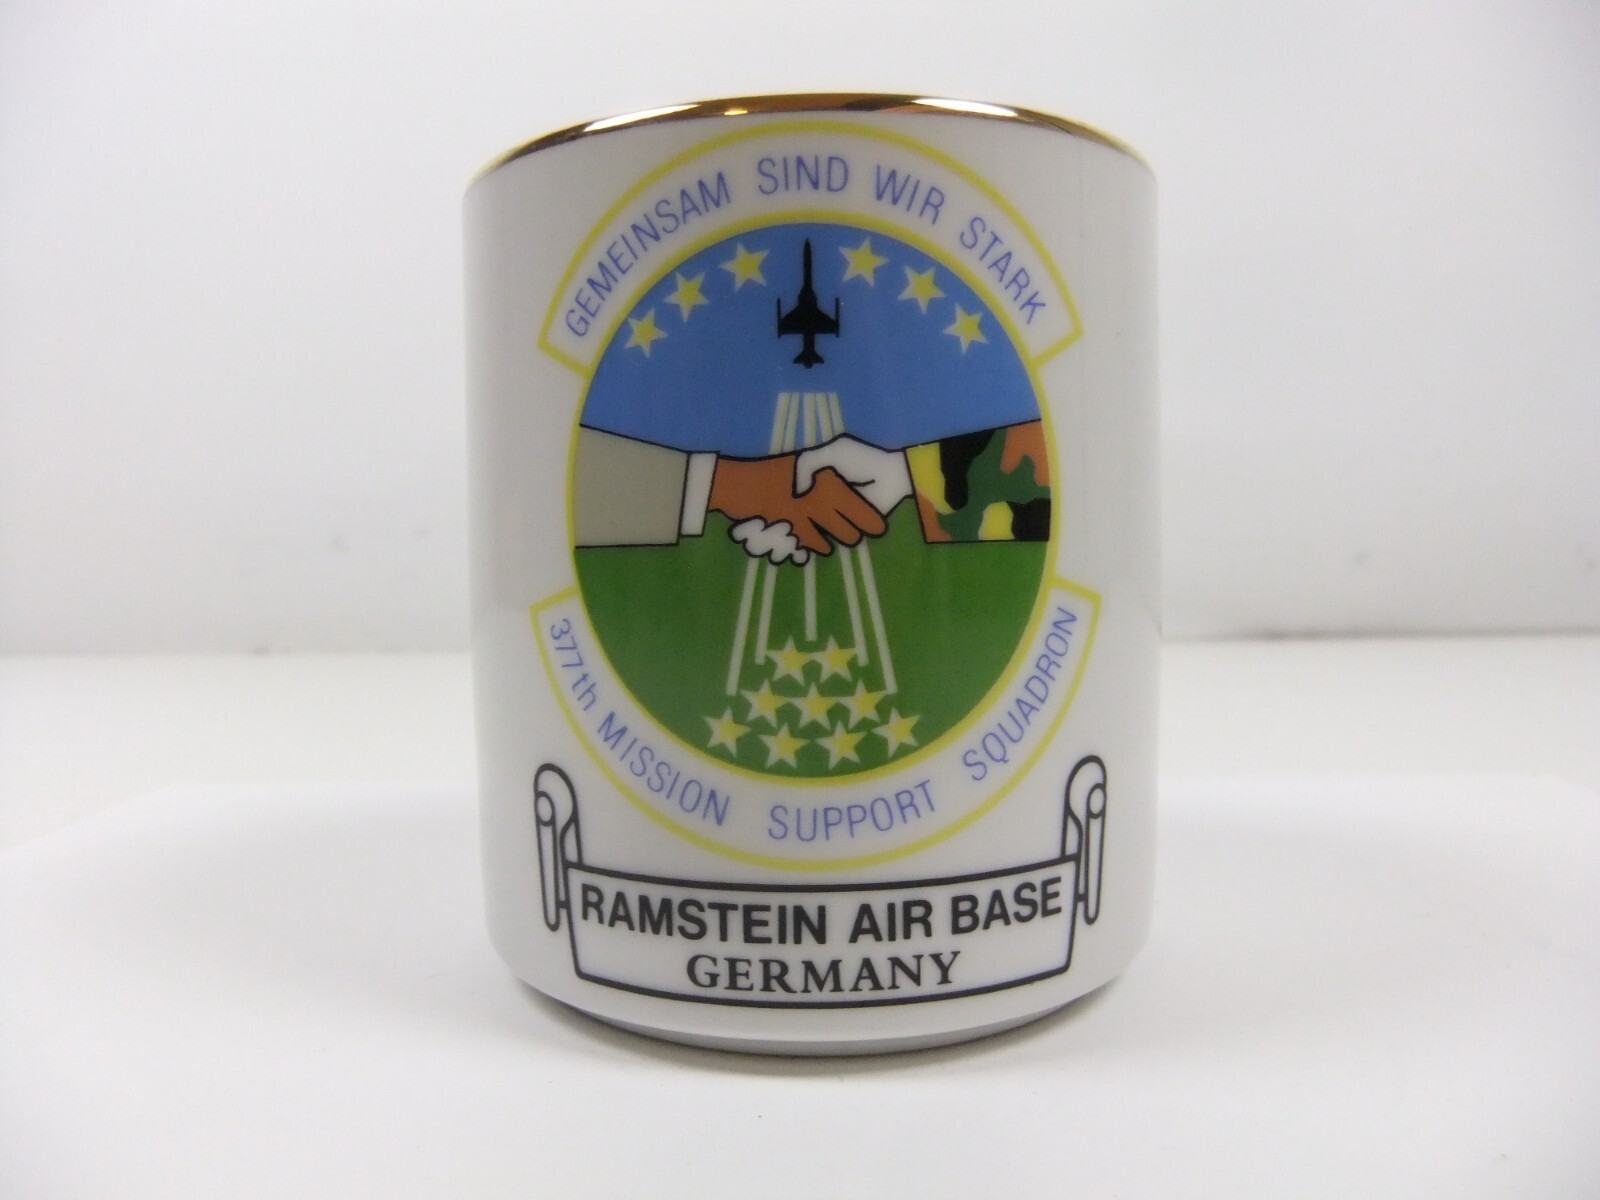 GEMEINSAM SIND WIR STARK
377th MISSION SUPPORT SQUADRON
RAMSTEIN AIR BASE
GERMANY